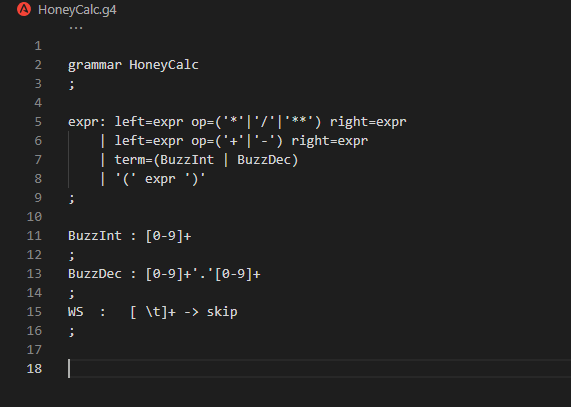 HoneyCalc.g4
...
1
2 grammar HoneyCalc
3 ;
4
5 expr: left=expr op=('*'|'/'|'**') right=expr
6     | left=expr op=('+'|'-') right=expr
7     | term=(BuzzInt | BuzzDec)
8     | '(' expr ')'
9 ;
10
11 BuzzInt : [0-9]+
12 ;
13 BuzzDec : [0-9]+'.'[0-9]+
14 ;
15 WS  :   [ \t]+ -> skip
16 ;
17
18